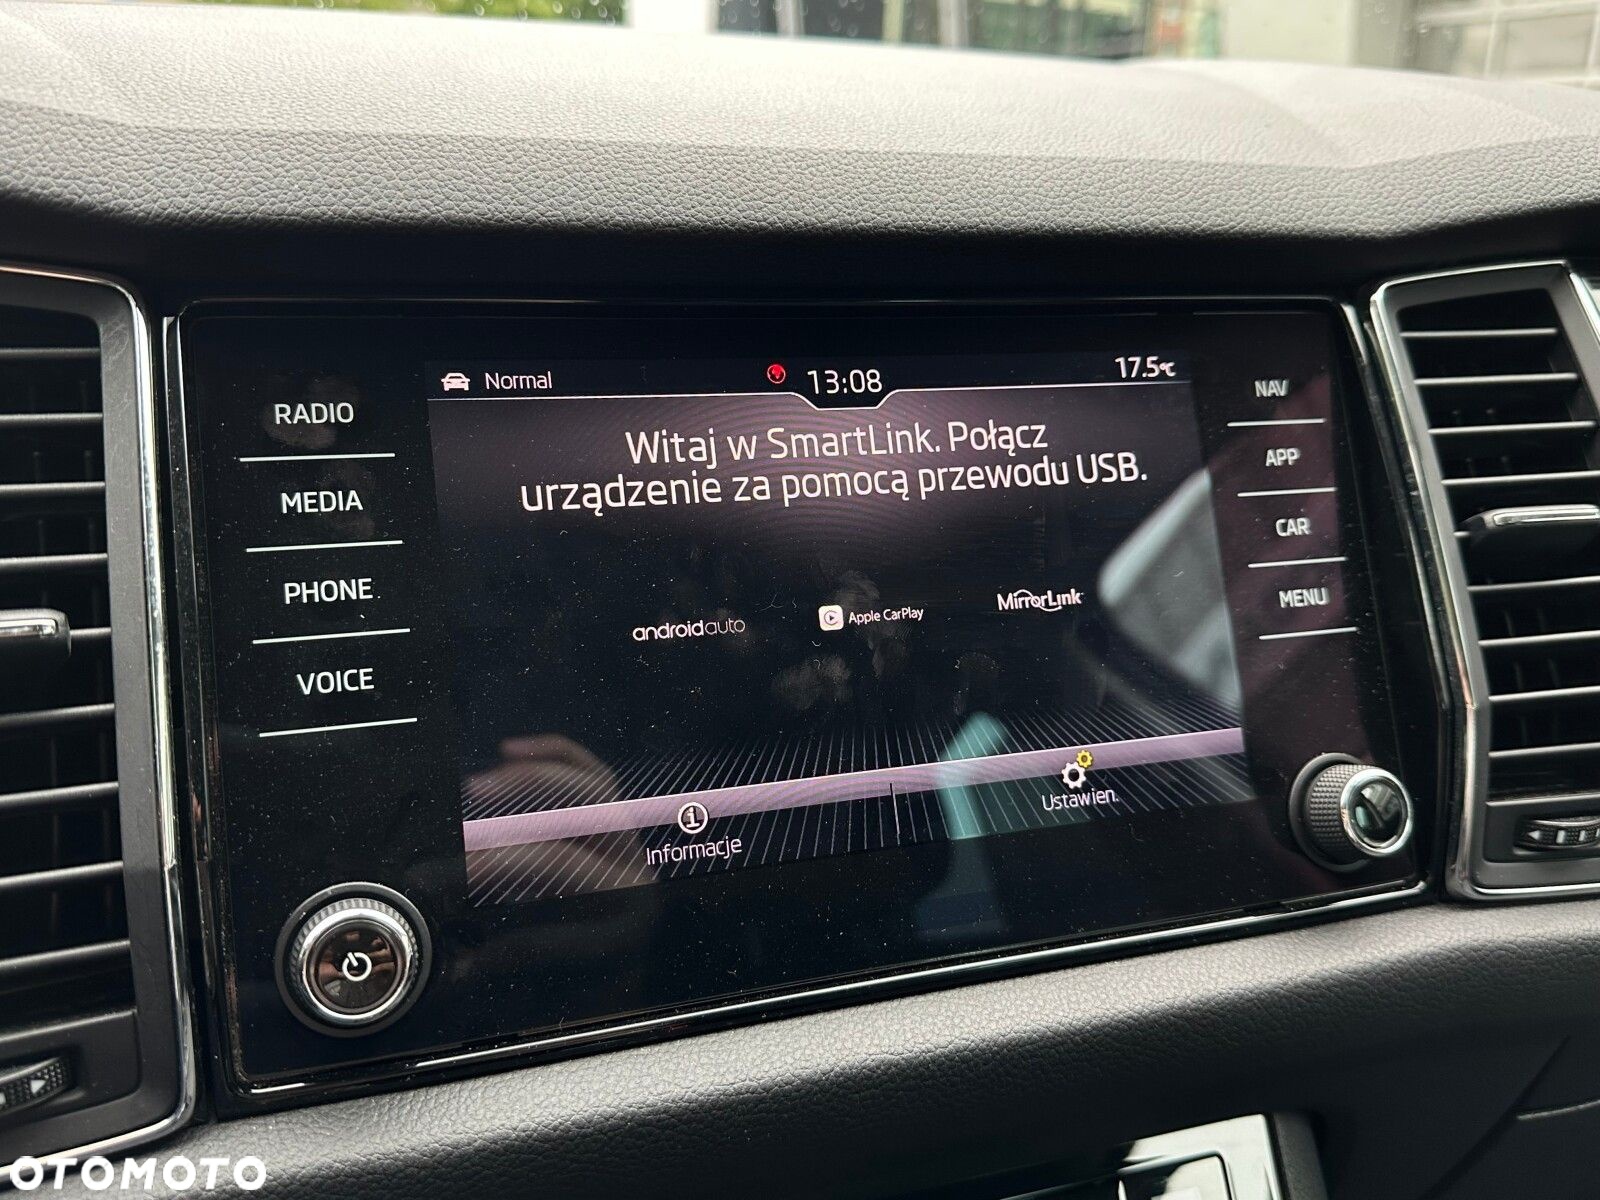 Normal
13:08
17.5°C
RADIO
MEDIA
PHONE
VOICE
Witaj w SmartLink. Połącz
urządzenie za pomocą przewodu USB.
androidauto
Apple CarPlay
MirrorLink
Informacje
Ustawien.
NAV
APP
CAR
MENU
OTOMOTO